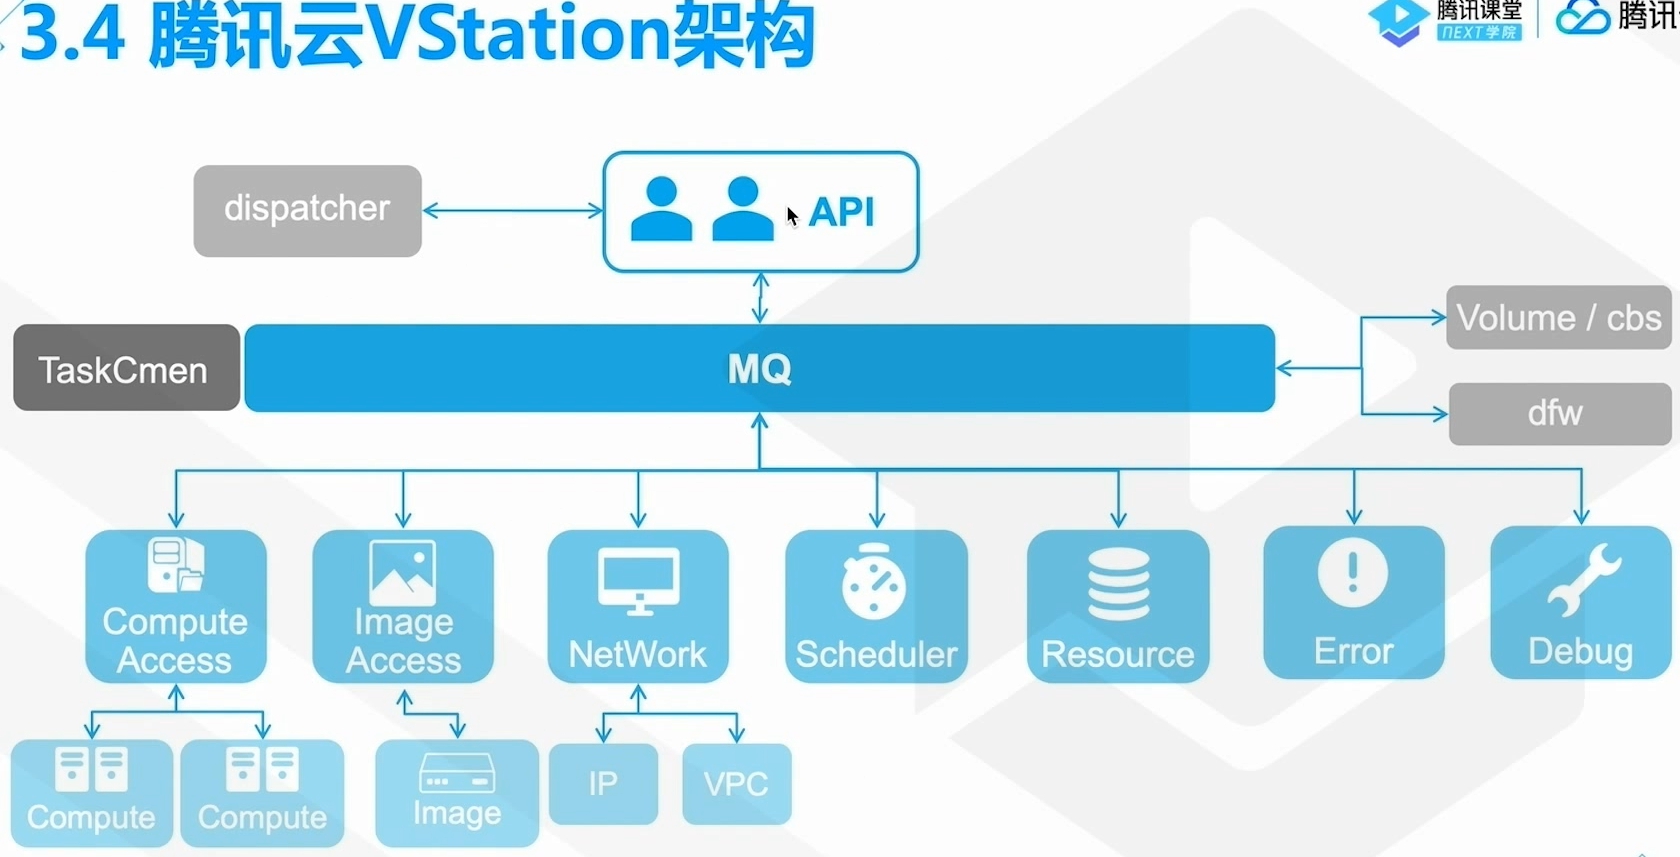 3.4 腾讯云VStation架构
腾讯课堂
NEXT学院
腾讯
dispatcher
API
TaskCmen
MQ
Volume / cbs
dfw
Compute
Access
Image
Access
NetWork
Scheduler
Resource
Error
Debug
Compute
Compute
Image
IP
VPC